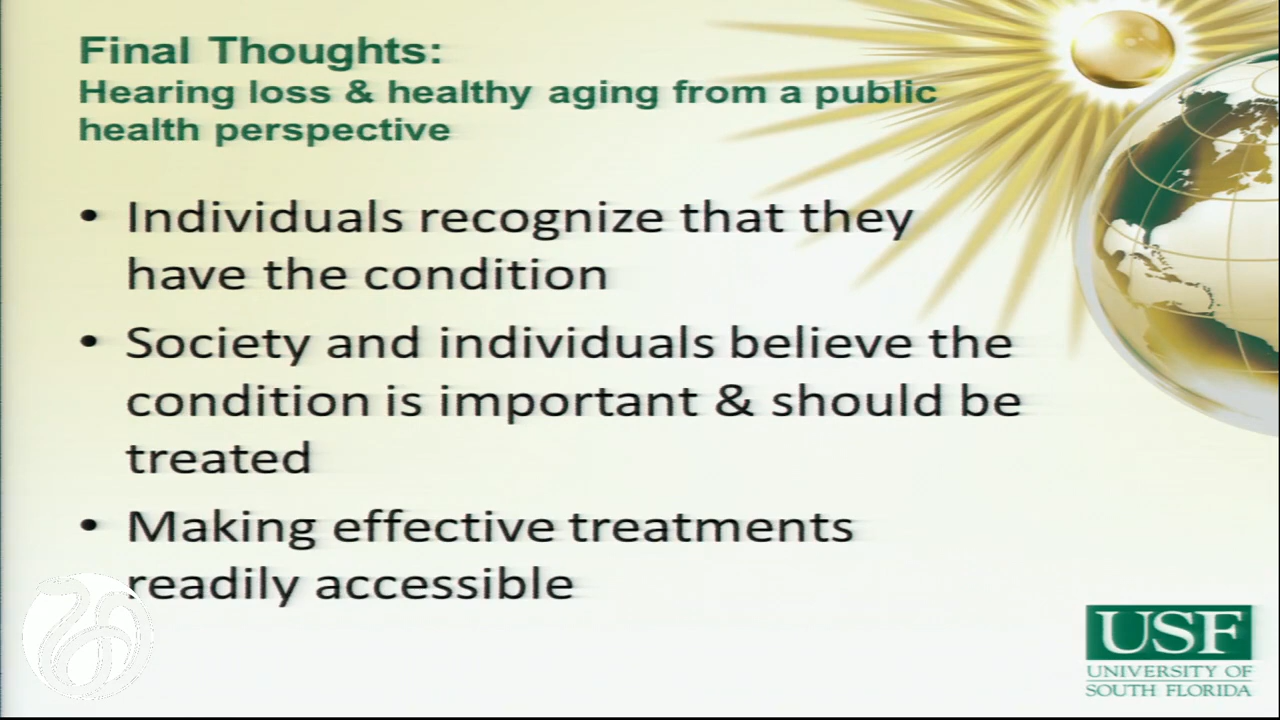 Final Thoughts:
Hearing loss & healthy aging from a public
health perspective
• Individuals recognize that they
have the condition
• Society and individuals believe the
condition is important & should be
treated
• Making effective treatments
readily accessible
USF
UNIVERSITY OF
SOUTH FLORIDA